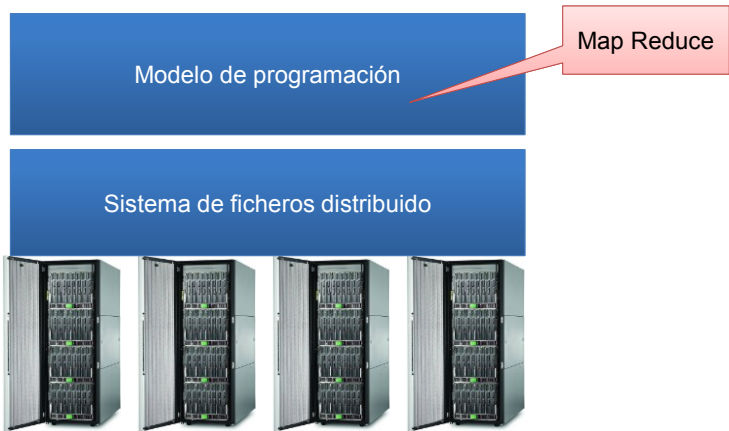 Map Reduce
Modelo de programación
Sistema de ficheros distribuido